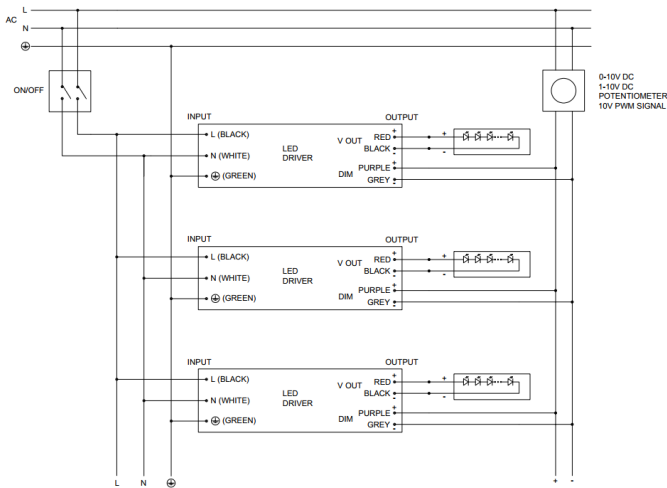 L
AC
N
ON/OFF
0-10V DC
1-10V DC
POTENTIOMETER
10V PWM SIGNAL
INPUT
OUTPUT
L (BLACK)
N (WHITE)
(GREEN)
LED
DRIVER
V OUT
RED +
BLACK -
DIM
PURPLE +
GREY -
+
-
INPUT
OUTPUT
L (BLACK)
N (WHITE)
(GREEN)
LED
DRIVER
V OUT
RED +
BLACK -
DIM
PURPLE +
GREY -
+
-
INPUT
OUTPUT
L (BLACK)
N (WHITE)
(GREEN)
LED
DRIVER
V OUT
RED +
BLACK -
DIM
PURPLE +
GREY -
+
-
L N + -